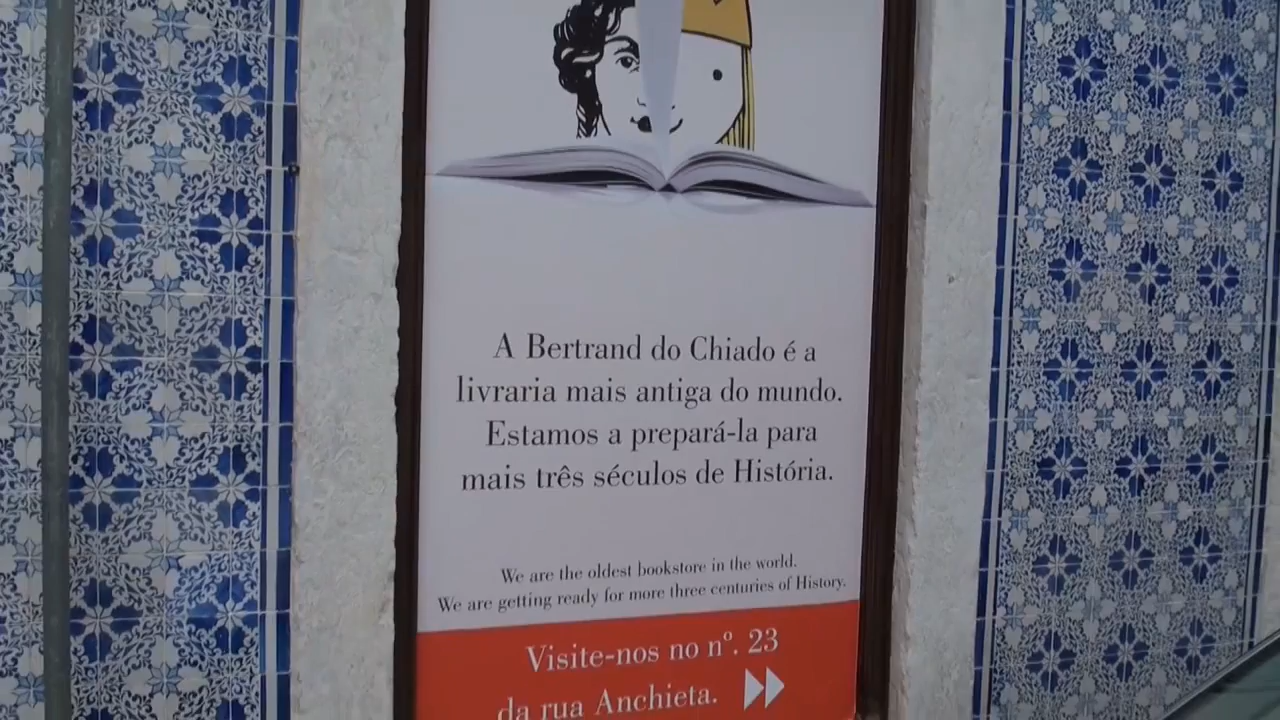 A Bertrand do Chiado é a
livraria mais antiga do mundo.
Estamos a prepará-la para
mais três séculos de História.
We are the oldest bookstore in the world.
We are getting ready for more three centuries of History.
Visite-nos no nº. 23
da rua Anchieta.